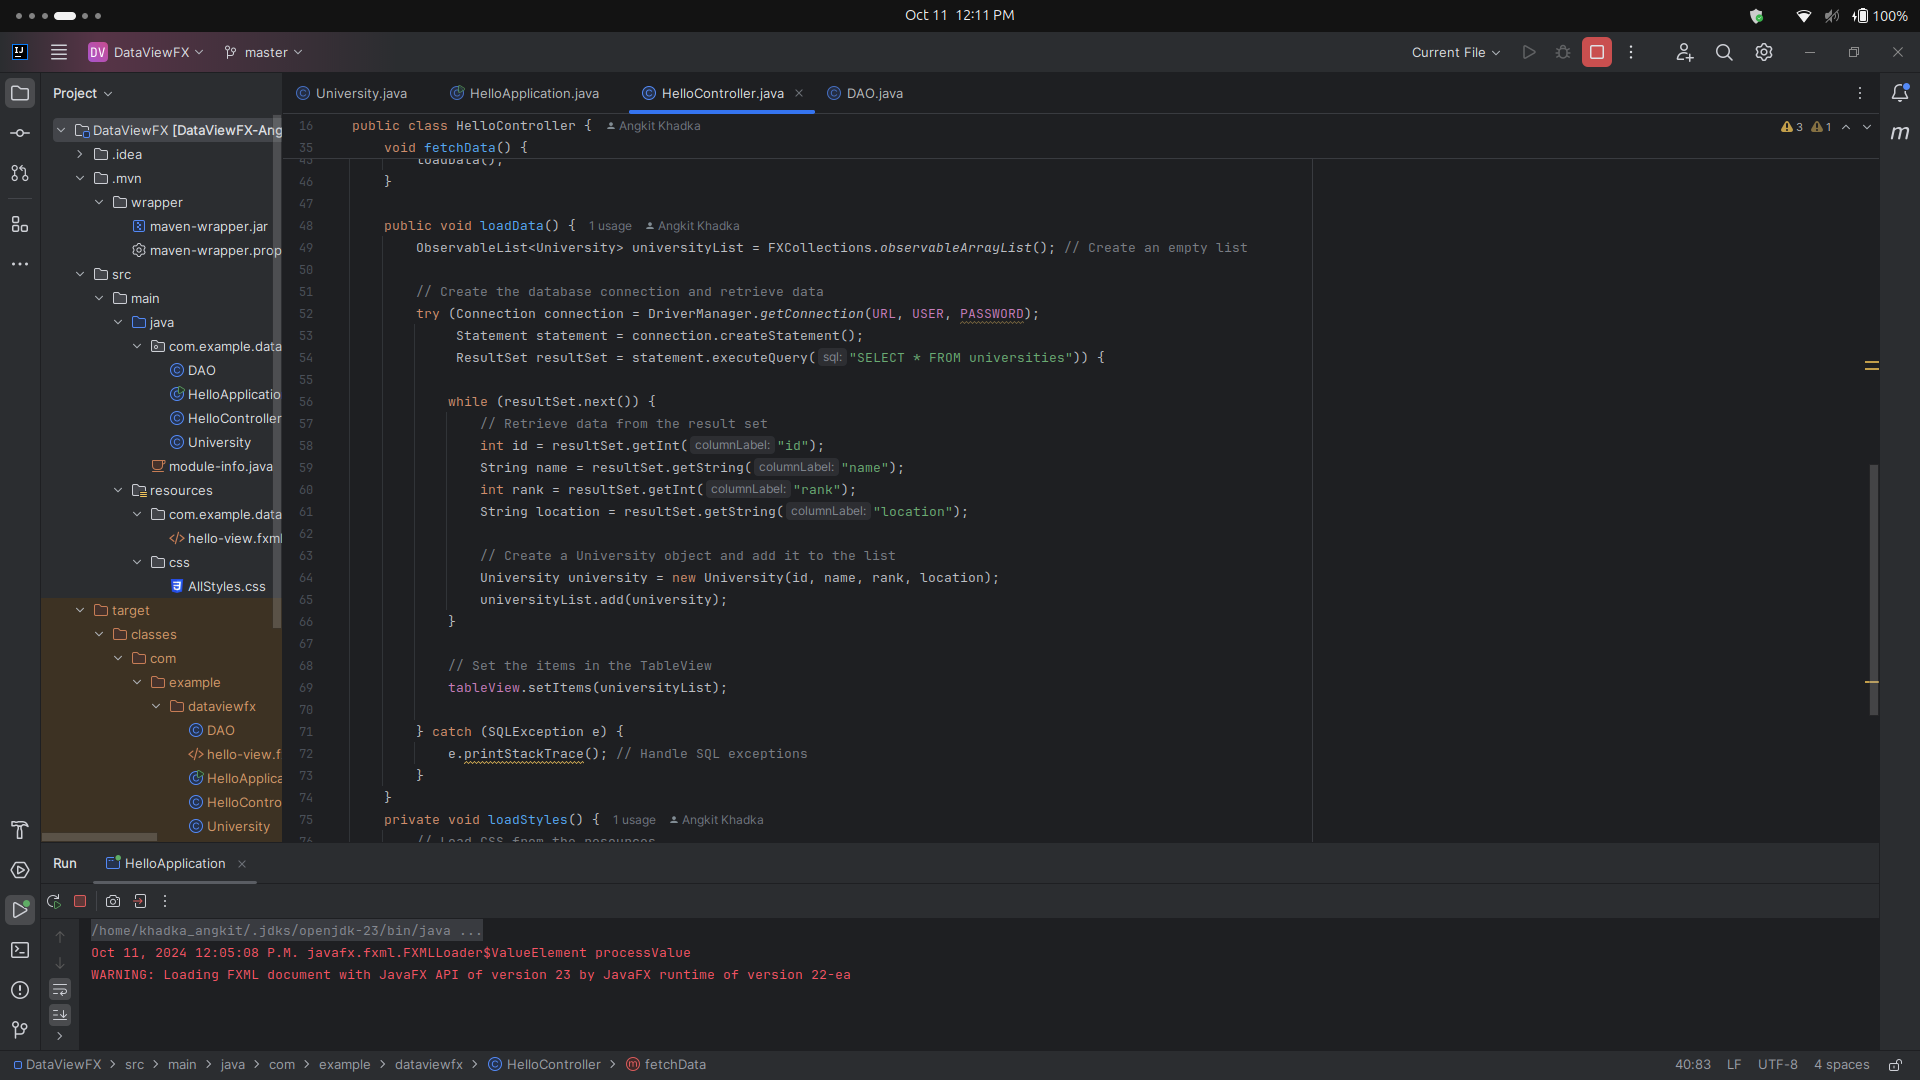 Oct 11 12:11 PM
100%
DV DataViewFX
master
Current File
Project
University.java
HelloApplication.java
HelloController.java
DAO.java
DataViewFX [DataViewFX-Ang
.idea
.mvn
wrapper
maven-wrapper.jar
maven-wrapper.prop
src
main
java
com.example.data
DAO
HelloApplicatio
HelloController
University
module-info.java
resources
com.example.data
hello-view.fxml
css
AllStyles.css
target
classes
com
example
dataviewfx
DAO
hello-view.f
HelloApplica
HelloContro
University
3 1
16 public class HelloController { Angkit Khadka
35 void fetchData() {
45 loadData();
46 }
47
48 public void loadData() { 1 usage Angkit Khadka
49 ObservableList<University> universityList = FXCollections.observableArrayList(); // Create an empty list
50
51 // Create the database connection and retrieve data
52 try (Connection connection = DriverManager.getConnection(URL, USER, PASSWORD);
53 Statement statement = connection.createStatement();
54 ResultSet resultSet = statement.executeQuery( sql: "SELECT * FROM universities")) {
55
56 while (resultSet.next()) {
57 // Retrieve data from the result set
58 int id = resultSet.getInt( columnLabel: "id");
59 String name = resultSet.getString( columnLabel: "name");
60 int rank = resultSet.getInt( columnLabel: "rank");
61 String location = resultSet.getString( columnLabel: "location");
62
63 // Create a University object and add it to the list
64 University university = new University(id, name, rank, location);
65 universityList.add(university);
66 }
67
68 // Set the items in the TableView
69 tableView.setItems(universityList);
70
71 } catch (SQLException e) {
72 e.printStackTrace(); // Handle SQL exceptions
73 }
74 }
75 private void loadStyles() { 1 usage Angkit Khadka
76 // Load CSS from the resources
Run
HelloApplication
/home/khadka_angkit/.jdks/openjdk-23/bin/java ...
Oct 11, 2024 12:05:08 P.M. javafx.fxml.FXMLLoader$ValueElement processValue
WARNING: Loading FXML document with JavaFX API of version 23 by JavaFX runtime of version 22-ea
DataViewFX > src > main > java > com > example > dataviewfx > HelloController > fetchData
40:83 LF UTF-8 4 spaces